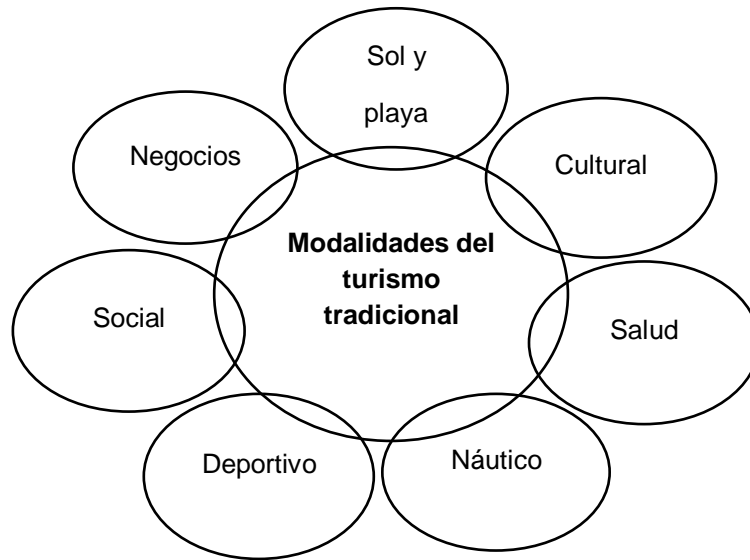 Sol y
playa
Negocios
Cultural
Modalidades del
turismo
tradicional
Social
Salud
Deportivo
Náutico